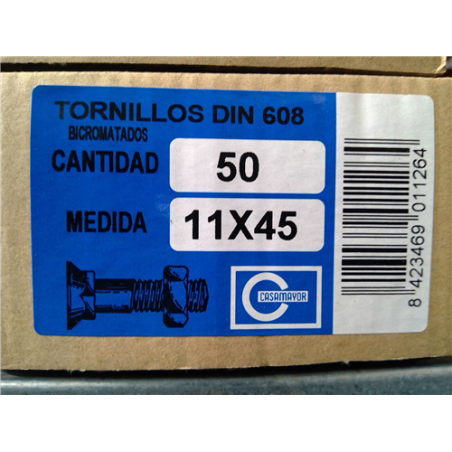 TORNILLOS DIN 608
BICROMATADOS
CANTIDAD 50
MEDIDA 11X45
CASAMAYOR
8 423469 011264